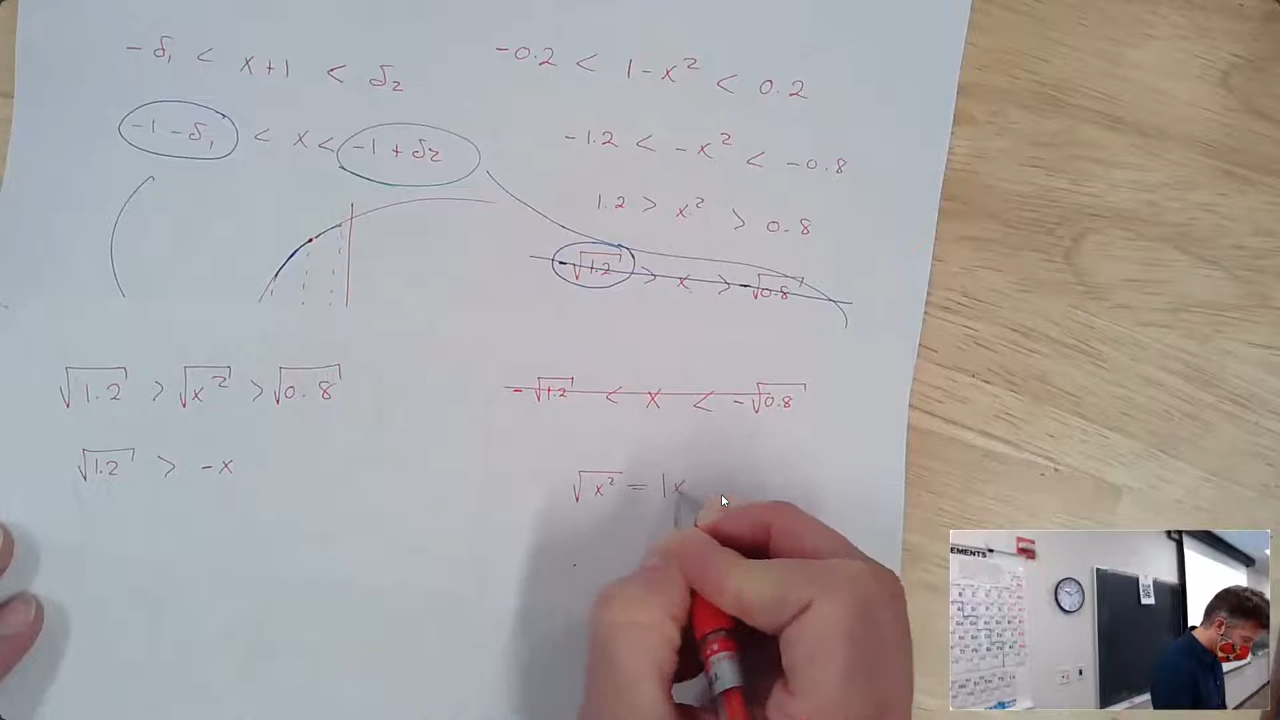 -δ₁ < x+1 < δ₂
-1-δ₁ < x < -1+δ₂
-0.2 < 1-x² < 0.2
-1.2 < -x² < -0.8
1.2 > x² > 0.8
-√1.2 > x > -√0.8
√1.2 > √x² > √0.8
√1.2 > -x
-√1.2 < x < -√0.8
√x² = |x
EMENTS